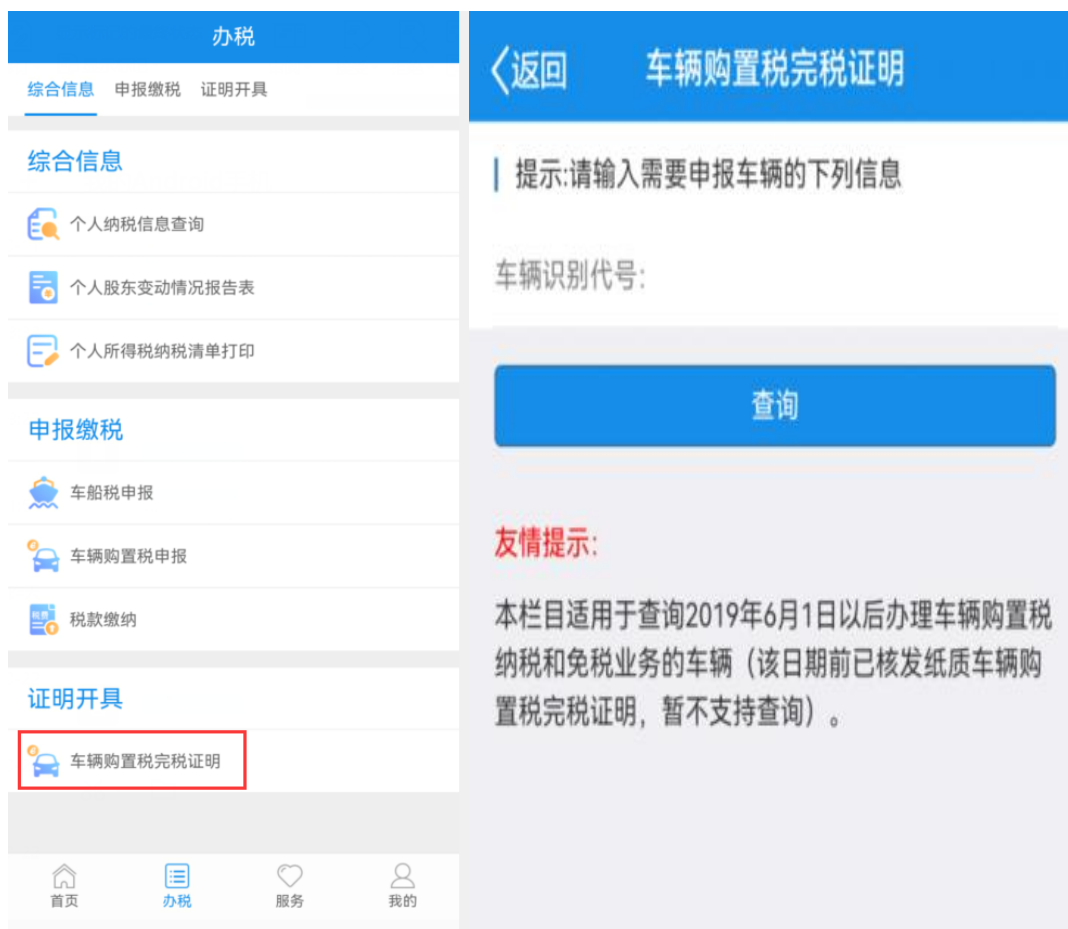 办税
综合信息 申报缴税 证明开具
综合信息
个人纳税信息查询
个人股东变动情况报告表
个人所得税纳税清单打印
申报缴税
车船税申报
车辆购置税申报
税款缴纳
证明开具
车辆购置税完税证明
首页 办税 服务 我的
返回 车辆购置税完税证明
提示:请输入需要申报车辆的下列信息
车辆识别代号:
查询
友情提示:
本栏目适用于查询2019年6月1日以后办理车辆购置税
纳税和免税业务的车辆（该日期前已核发纸质车辆购
置税完税证明，暂不支持查询）。